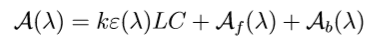 𝒜(λ) = kε(λ)LC + 𝒜_f(λ) + 𝒜_b(λ)